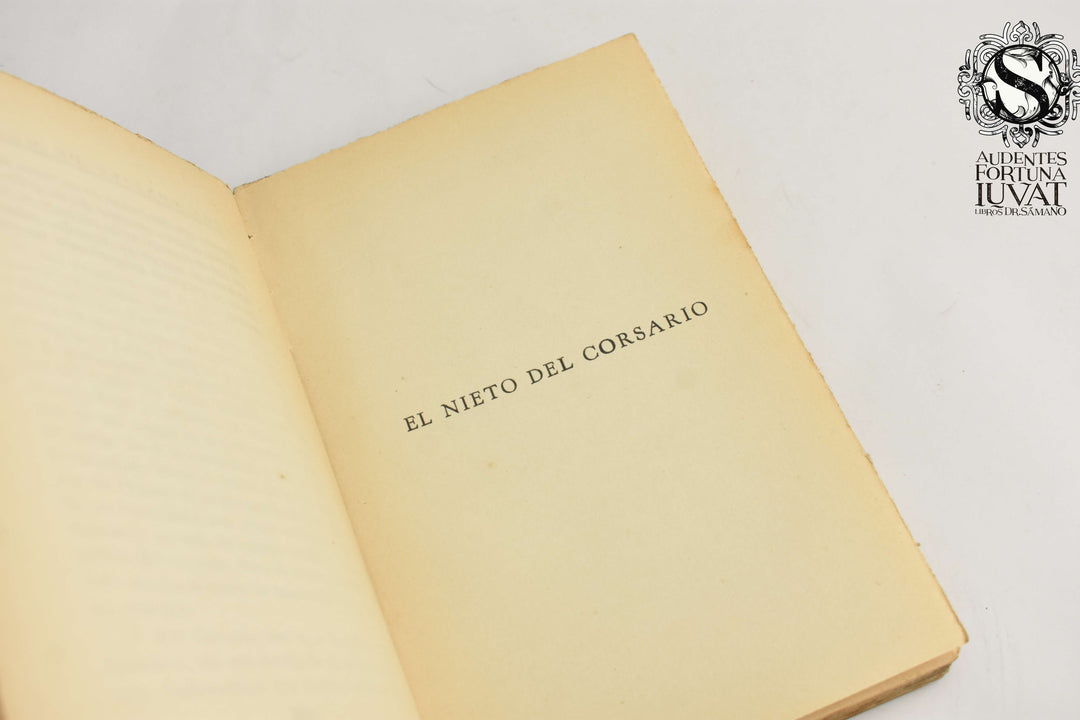 EL NIETO DEL CORSARIO
S
AUDENTES
FORTUNA
IUVAT
LIBROS DR. SÁMANO